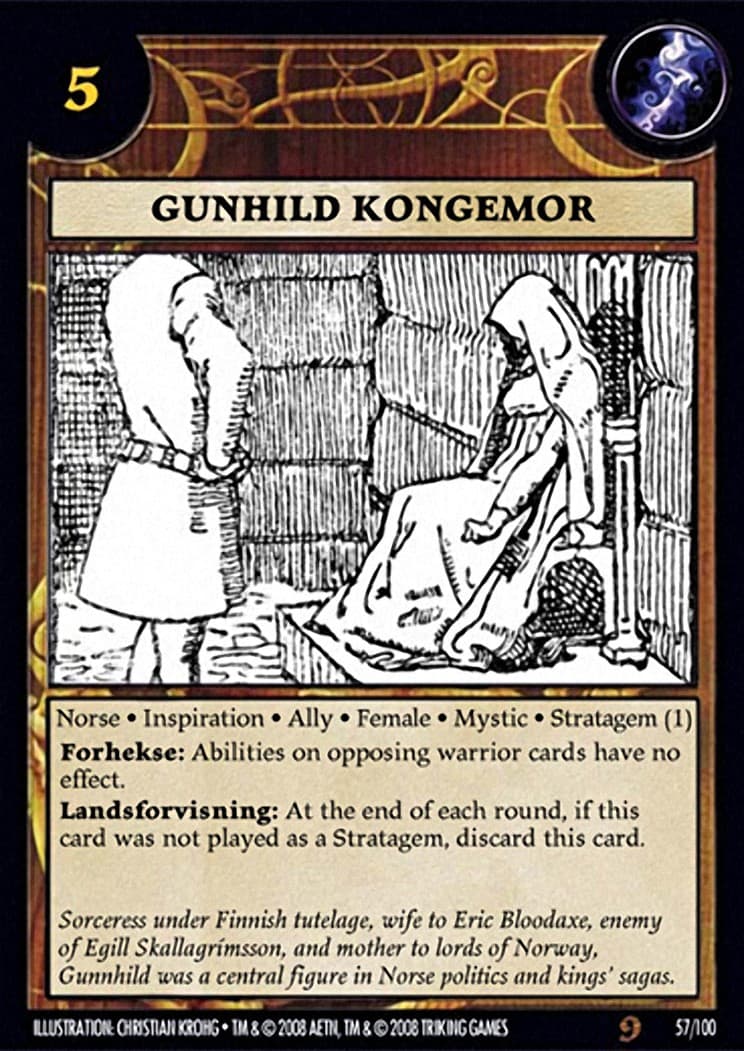 5
GUNHILD KONGEMOR
Norse • Inspiration • Ally • Female • Mystic • Stratagem (1)
Forhekse: Abilities on opposing warrior cards have no
effect.
Landsforvisning: At the end of each round, if this
card was not played as a Stratagem, discard this card.
Sorceress under Finnish tutelage, wife to Eric Bloodaxe, enemy
of Egill Skallagrímsson, and mother to lords of Norway,
Gunnhild was a central figure in Norse politics and kings' sagas.
ILLUSTRATION: CHRISTIAN KROHG • TM & © 2008 AETN, TM & © 2008 TRIKING GAMES
57/100